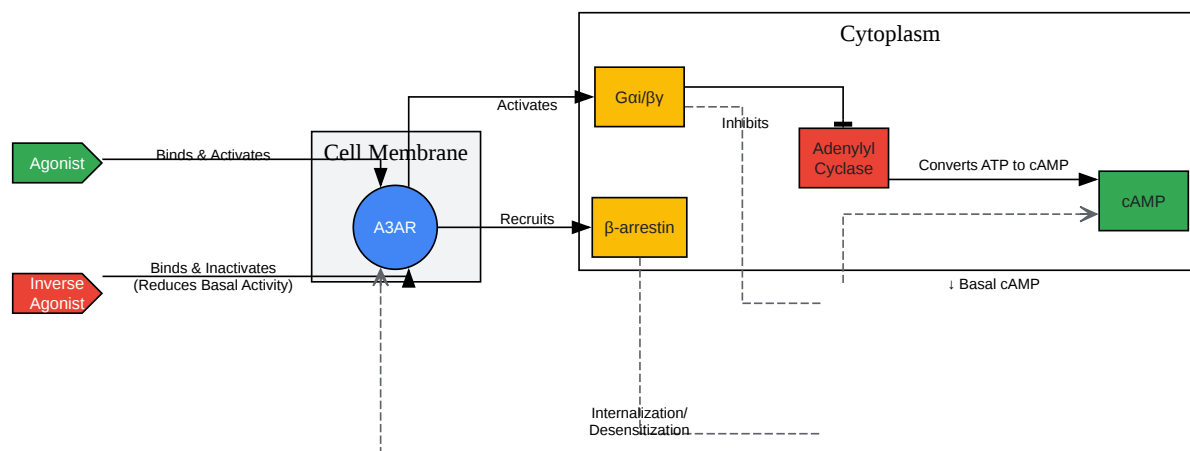 Cytoplasm
Gαi/βγ
Activates
Inhibits
Cell Membrane
Agonist
Binds & Activates
Adenylyl
Cyclase
Converts ATP to cAMP
cAMP
A3AR
Recruits
β-arrestin
Inverse
Agonist
Binds & Inactivates
(Reduces Basal Activity)
↓ Basal cAMP
Internalization/
Desensitization